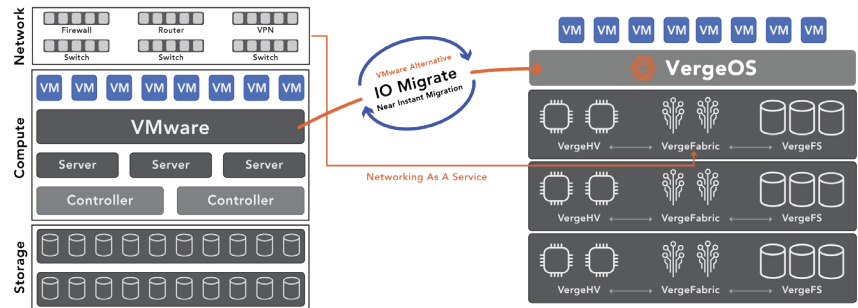 Network
Firewall
Router
VPN
Switch
Switch
Switch
Compute
VM VM VM VM VM VM VM VM
VMware
Server
Server
Server
Controller
Controller
Storage
VMware Alternative
IO Migrate
Near Instant Migration
Networking As A Service
VM VM VM VM VM VM VM VM
VergeOS
VergeHV
VergeFabric
VergeFS
VergeHV
VergeFabric
VergeFS
VergeHV
VergeFabric
VergeFS